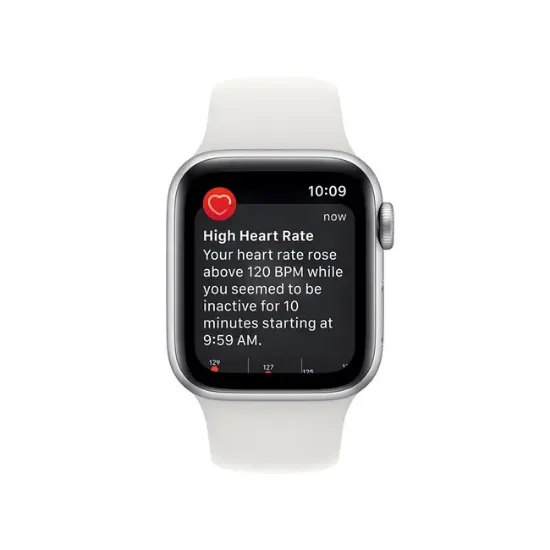 10:09
now
High Heart Rate
Your heart rate rose
above 120 BPM while
you seemed to be
inactive for 10
minutes starting at
9:59 AM.
129 127 125